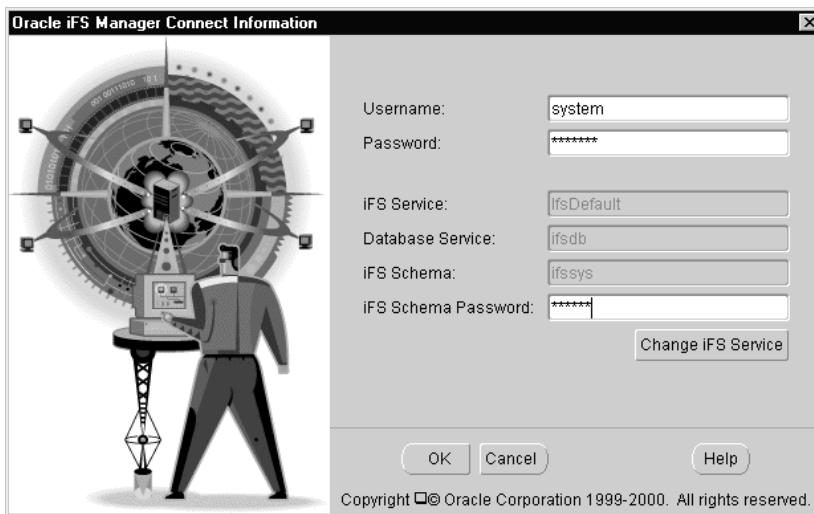 Oracle iFS Manager Connect Information
Username: system
Password: *******
iFS Service: IfsDefault
Database Service: ifsdb
iFS Schema: ifssys
iFS Schema Password: ******
Change iFS Service
OK Cancel Help
Copyright © Oracle Corporation 1999-2000. All rights reserved.